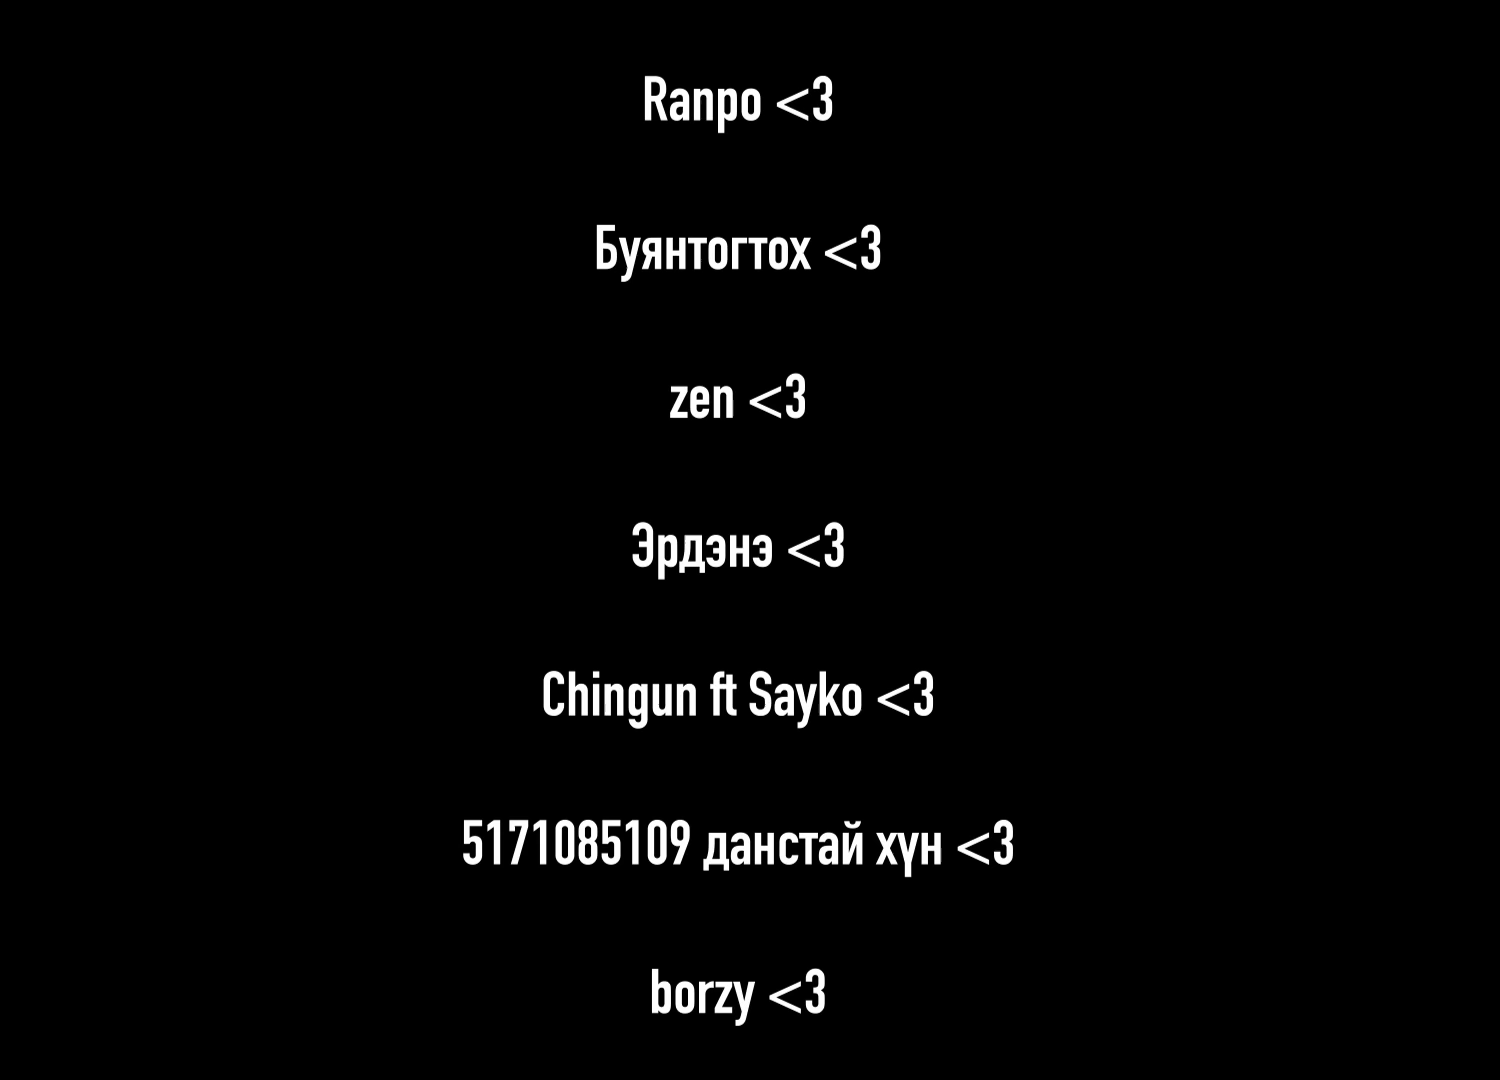 Ranpo <3
Буянтогтох <3
zen <3
Эрдэнэ <3
Chingun ft Sayko <3
5171085109 данстай хүн <3
borzy <3